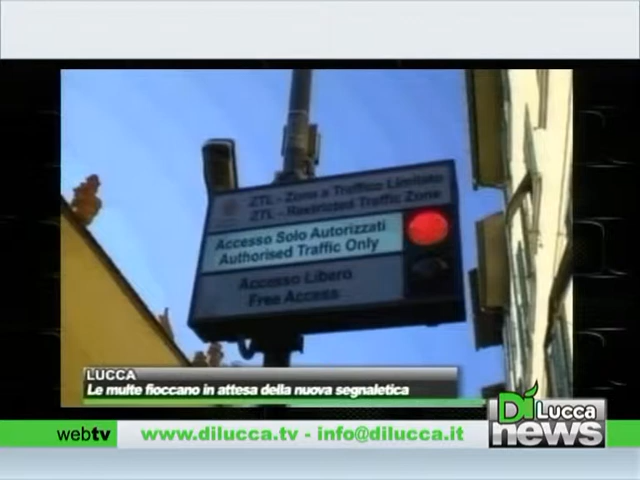 ZTL - Zona a Traffico Limitato
ZTL - Restricted Traffic Zone
Accesso Solo Autorizzati
Authorised Traffic Only
Accesso Libero
Free Access
LUCCA
Le multe fioccano in attesa della nuova segnaletica
webtv
www.dilucca.tv - info@dilucca.it
Di Lucca
news